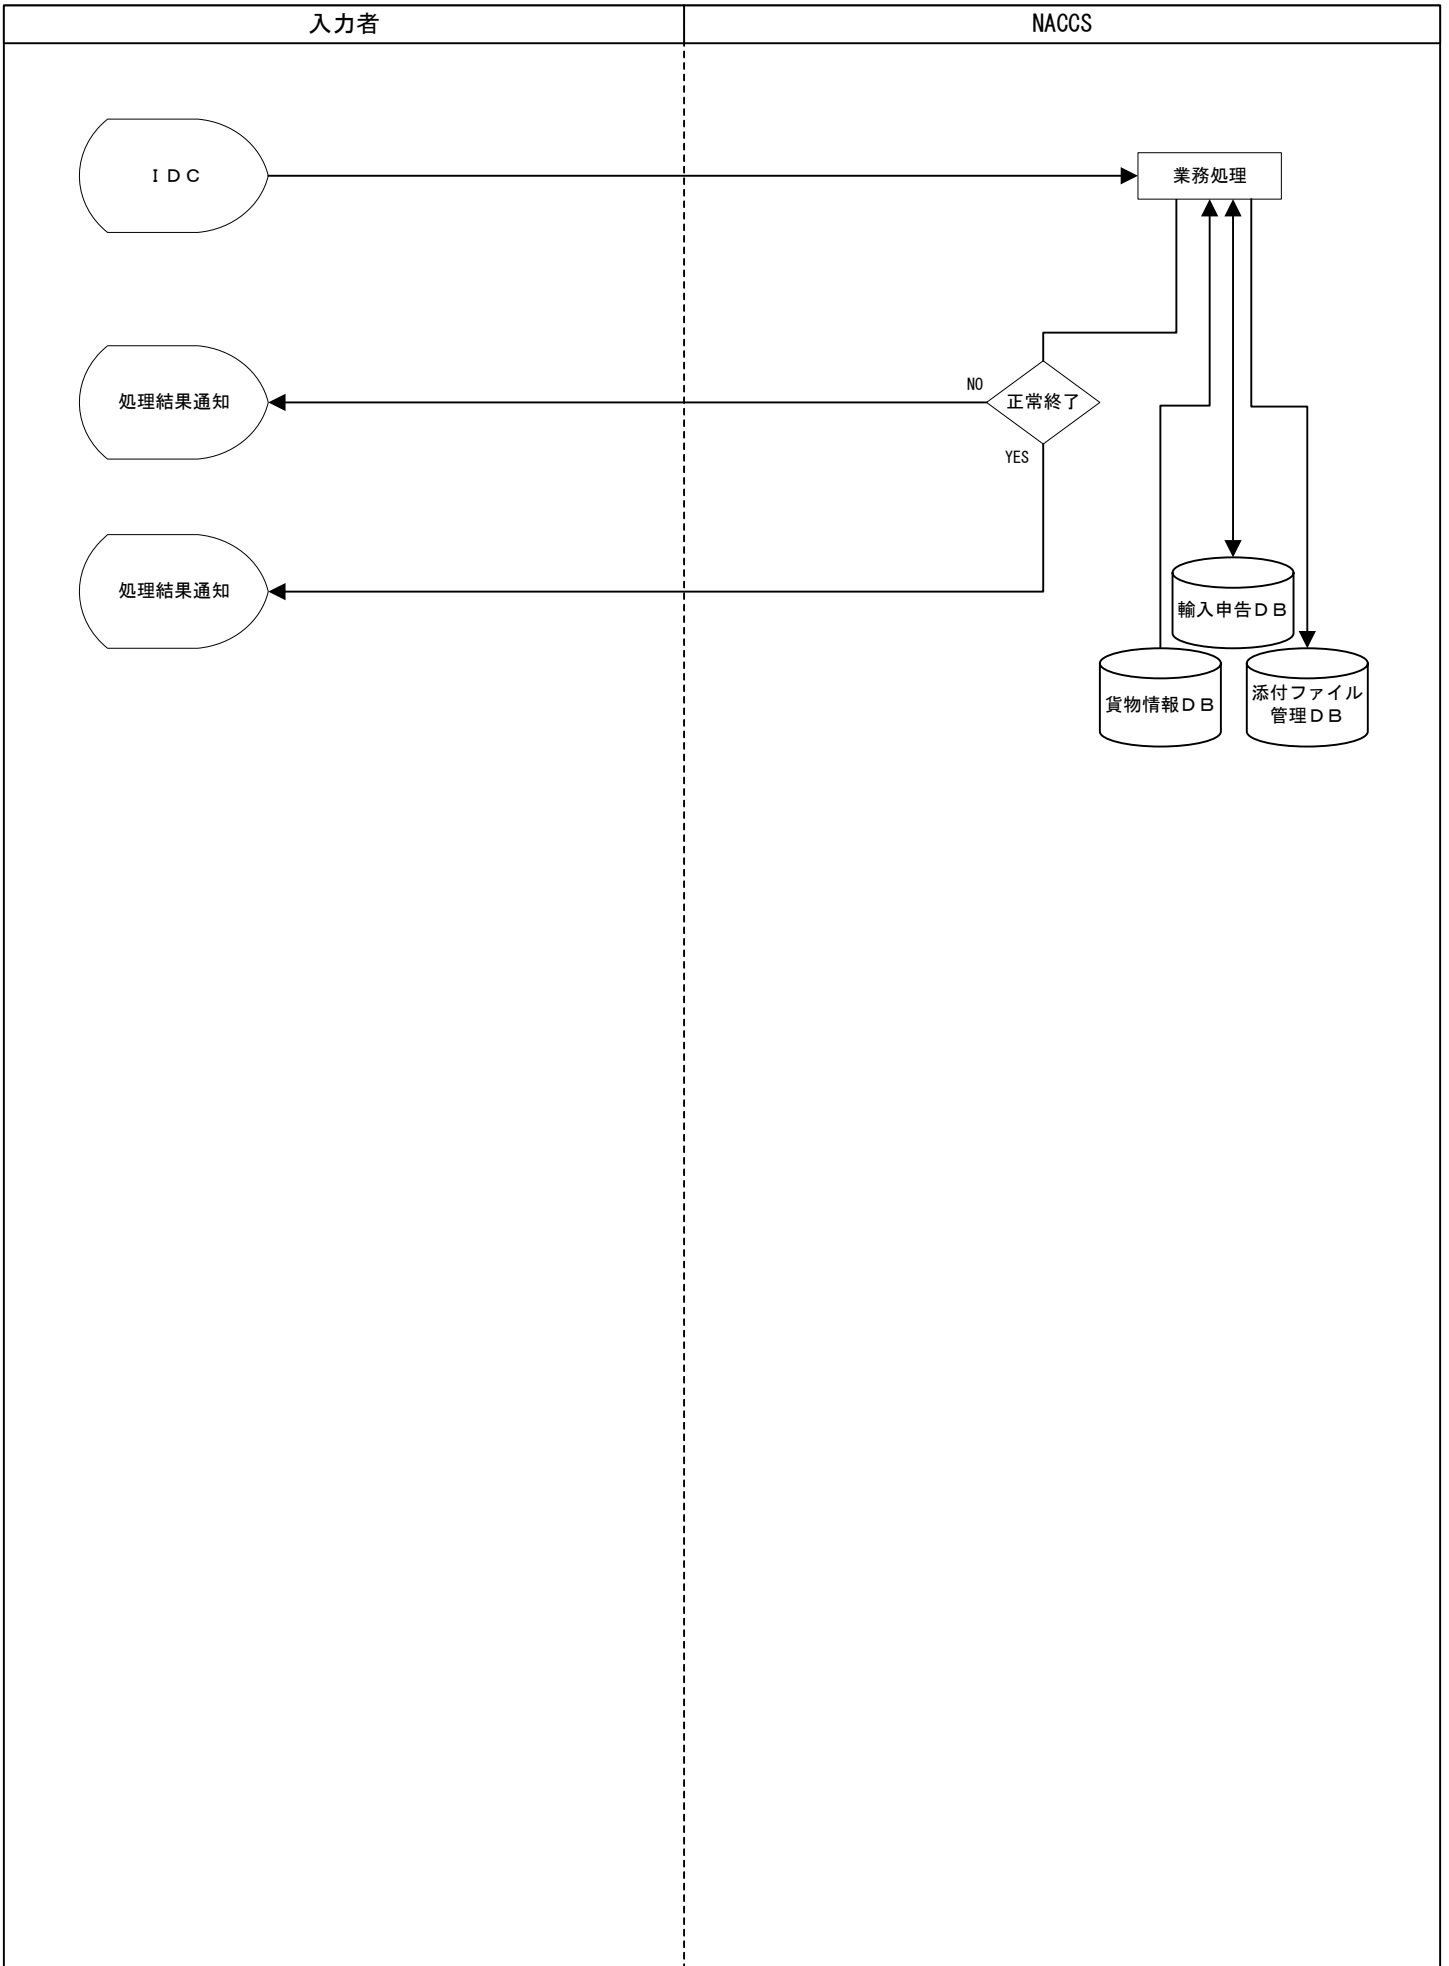 入力者
NACCS
ＩＤＣ
業務処理
処理結果通知
NO
正常終了
YES
処理結果通知
輸入申告ＤＢ
貨物情報ＤＢ
添付ファイル
管理ＤＢ